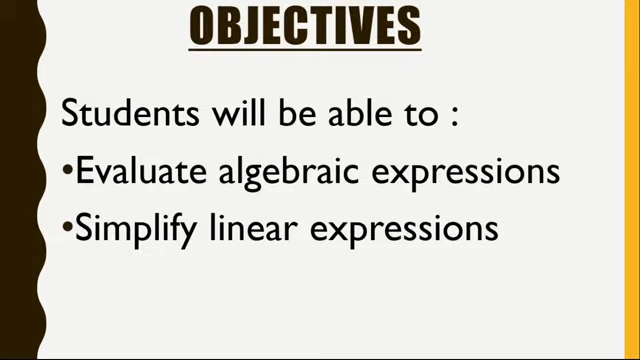 OBJECTIVES
Students will be able to :
•Evaluate algebraic expressions
•Simplify linear expressions